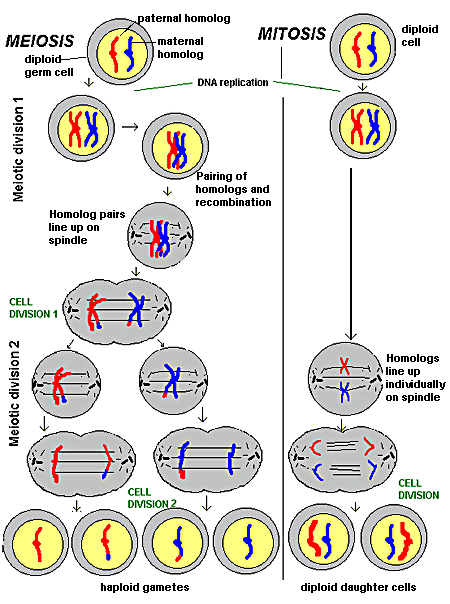 MEIOSIS
paternal homolog
maternal
homolog
diploid
germ cell
MITOSIS
diploid
cell
DNA replication
Meiotic division 1
Pairing of
homologs and
recombination
Homolog pairs
line up on
spindle
CELL
DIVISION 1
Meiotic division 2
Homologs
line up
individually
on spindle
CELL
DIVISION 2
CELL
DIVISION
haploid gametes
diploid daughter cells